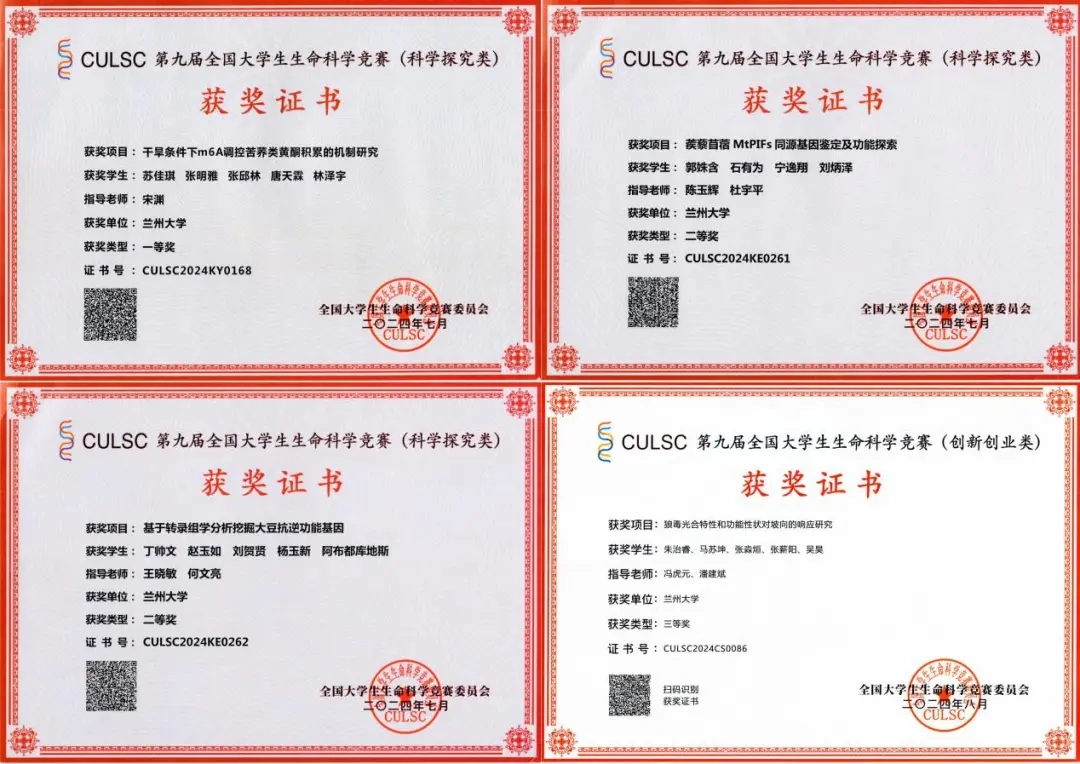 CULSC 第九届全国大学生生命科学竞赛（科学探究类）
获奖证书
获奖项目：干旱条件下m6A调控苦荞类黄酮积累的机制研究
获奖学生：苏佳琪 张明雅 张邱林 唐天霖 林泽宇
指导老师：宋渊
获奖单位：兰州大学
获奖类型：一等奖
证书号：CULSC2024KY0168
全国大学生生命科学竞赛委员会
二〇二四年七月
CULSC
CULSC 第九届全国大学生生命科学竞赛（科学探究类）
获奖证书
获奖项目：蒺藜苜蓿 MtPIFs 同源基因鉴定及功能探索
获奖学生：郭姝含 石有为 宁逸翔 刘炳泽
指导老师：陈玉辉 杜宇平
获奖单位：兰州大学
获奖类型：二等奖
证书号：CULSC2024KE0261
全国大学生生命科学竞赛委员会
二〇二四年七月
CULSC
CULSC 第九届全国大学生生命科学竞赛（科学探究类）
获奖证书
获奖项目：基于转录组学分析挖掘大豆抗逆功能基因
获奖学生：丁帅文 赵玉如 刘贺贤 杨玉新 阿布都库地斯
指导老师：王晓敏 何文亮
获奖单位：兰州大学
获奖类型：二等奖
证书号：CULSC2024KE0262
全国大学生生命科学竞赛委员会
二〇二四年七月
CULSC
CULSC 第九届全国大学生生命科学竞赛（创新创业类）
获奖证书
获奖项目：狼毒光合特性和功能性状对坡向的响应研究
获奖学生：朱治睿、马苏坤、张淼烜、张薪阳、吴昊
指导老师：冯虎元、潘建斌
获奖单位：兰州大学
获奖类型：三等奖
证书号：CULSC2024CS0086
扫码识别
获奖证书
全国大学生生命科学竞赛委员会
二〇二四年八月
CULSC